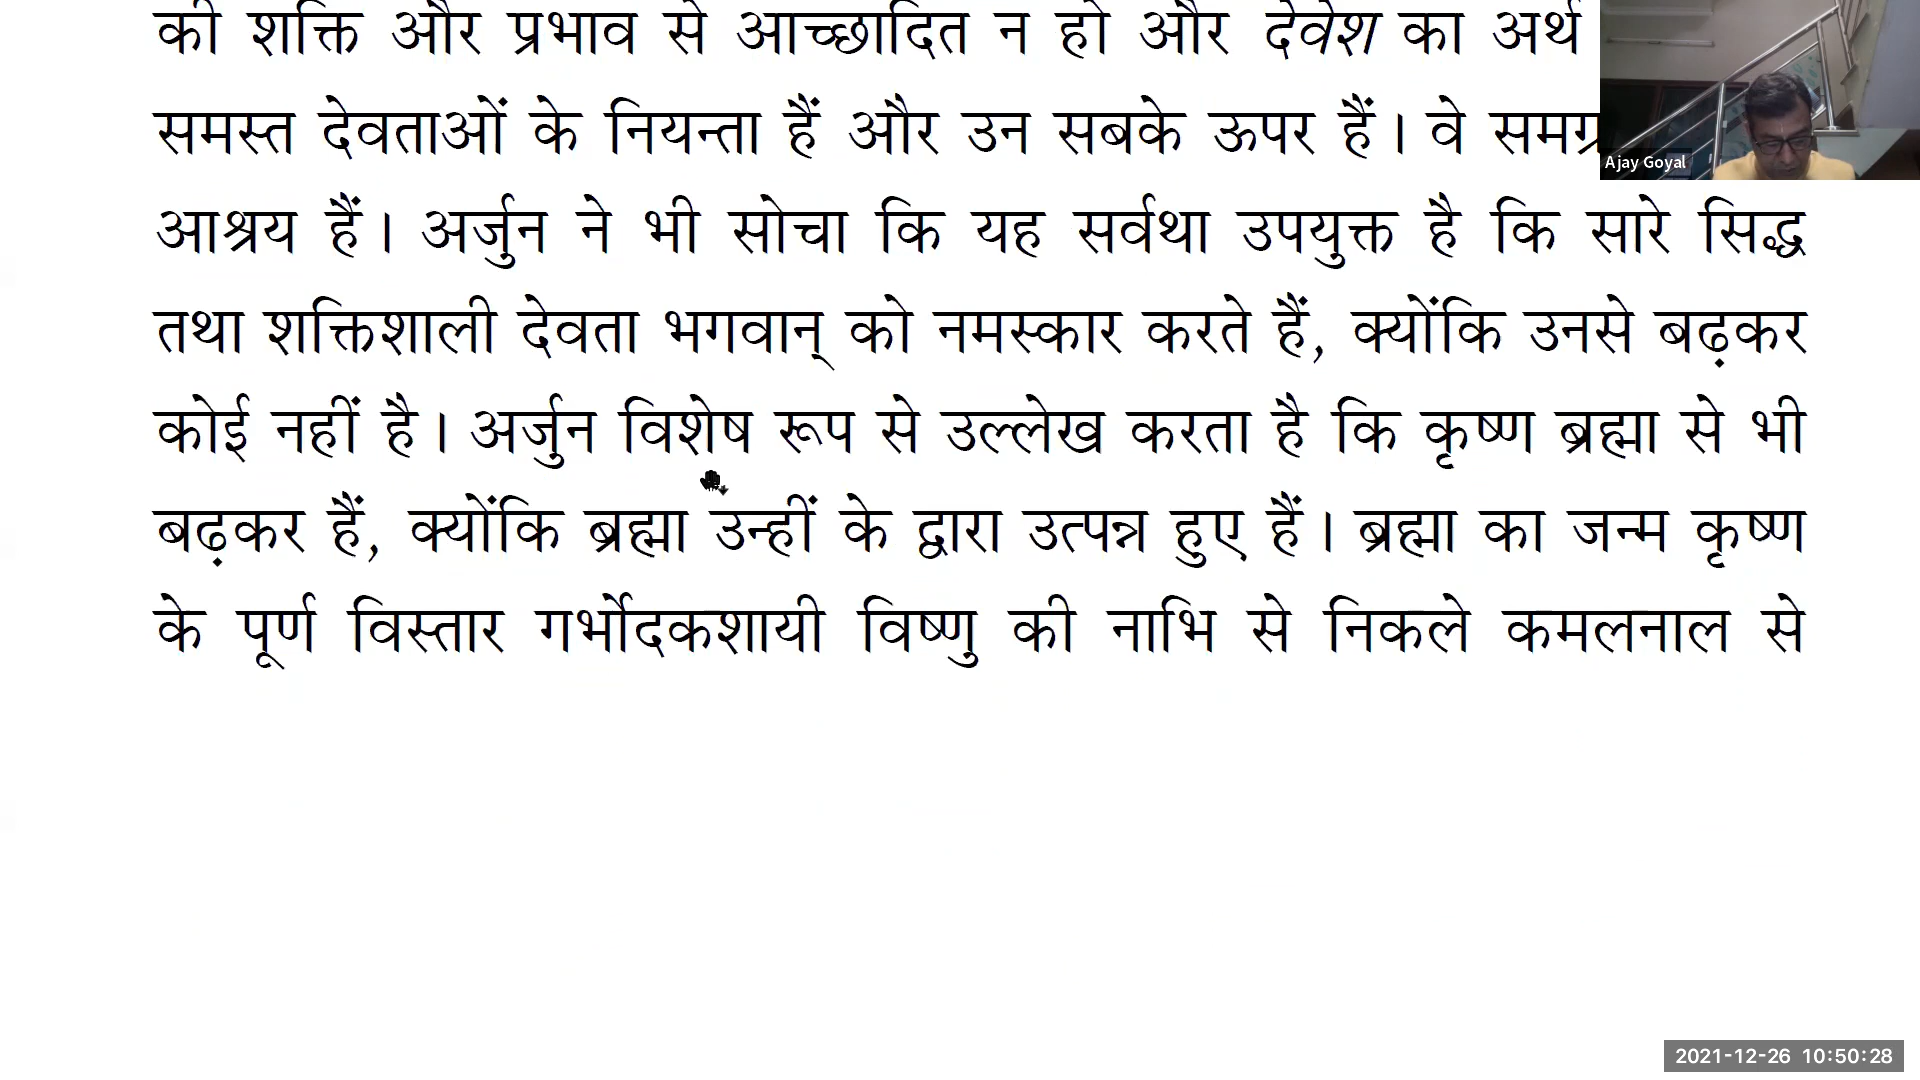 की शक्ति और प्रभाव से आच्छादित न हो और देवेश का अर्थ
समस्त देवताओं के नियन्ता हैं और उन सबके ऊपर हैं। वे समग्र
आश्रय हैं। अर्जुन ने भी सोचा कि यह सर्वथा उपयुक्त है कि सारे सिद्ध
तथा शक्तिशाली देवता भगवान् को नमस्कार करते हैं, क्योंकि उनसे बढ़कर
कोई नहीं है। अर्जुन विशेष रूप से उल्लेख करता है कि कृष्ण ब्रह्मा से भी
बढ़कर हैं, क्योंकि ब्रह्मा उन्हीं के द्वारा उत्पन्न हुए हैं। ब्रह्मा का जन्म कृष्ण
के पूर्ण विस्तार गर्भोदकशायी विष्णु की नाभि से निकले कमलनाल से
Ajay Goyal
2021-12-26 10:50:28